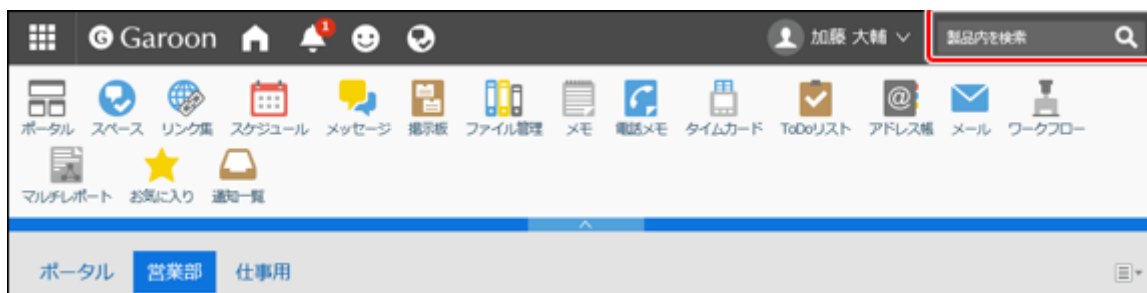 Garoon 1 加藤 大輔 製品内を検索
ポータル スペース リンク集 スケジュール メッセージ 掲示板 ファイル管理 メモ 電話メモ タイムカード ToDoリスト アドレス帳 メール ワークフロー
マルチレポート お気に入り 通知一覧
ポータル 営業部 仕事用